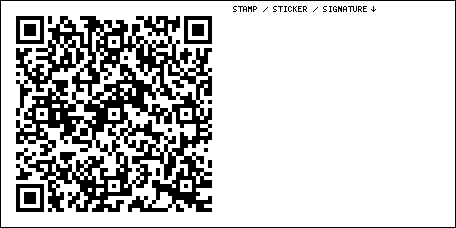 STAMP / STICKER / SIGNATURE ↓